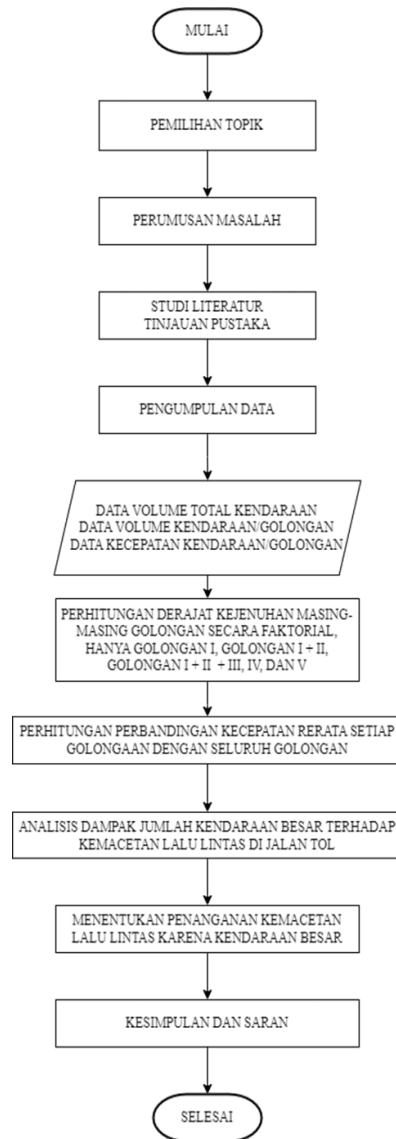 MULAI
PEMILIHAN TOPIK
PERUMUSAN MASALAH
STUDI LITERATUR
TINJAUAN PUSTAKA
PENGUMPULAN DATA
DATA VOLUME TOTAL KENDARAAN
DATA VOLUME KENDARAAN/GOLONGAN
DATA KECEPATAN KENDARAAN/GOLONGAN
PERHITUNGAN DERAJAT KEJENUHAN MASING-
MASING GOLONGAN SECARA FAKTORIAL,
HANYA GOLONGAN I, GOLONGAN I + II,
GOLONGAN I + II + III, IV, DAN V
PERHITUNGAN PERBANDINGAN KECEPATAN RERATA SETIAP
GOLONGAAN DENGAN SELURUH GOLONGAN
ANALISIS DAMPAK JUMLAH KENDARAAN BESAR TERHADAP
KEMACETAN LALU LINTAS DI JALAN TOL
MENENTUKAN PENANGANAN KEMACETAN
LALU LINTAS KARENA KENDARAAN BESAR
KESIMPULAN DAN SARAN
SELESAI